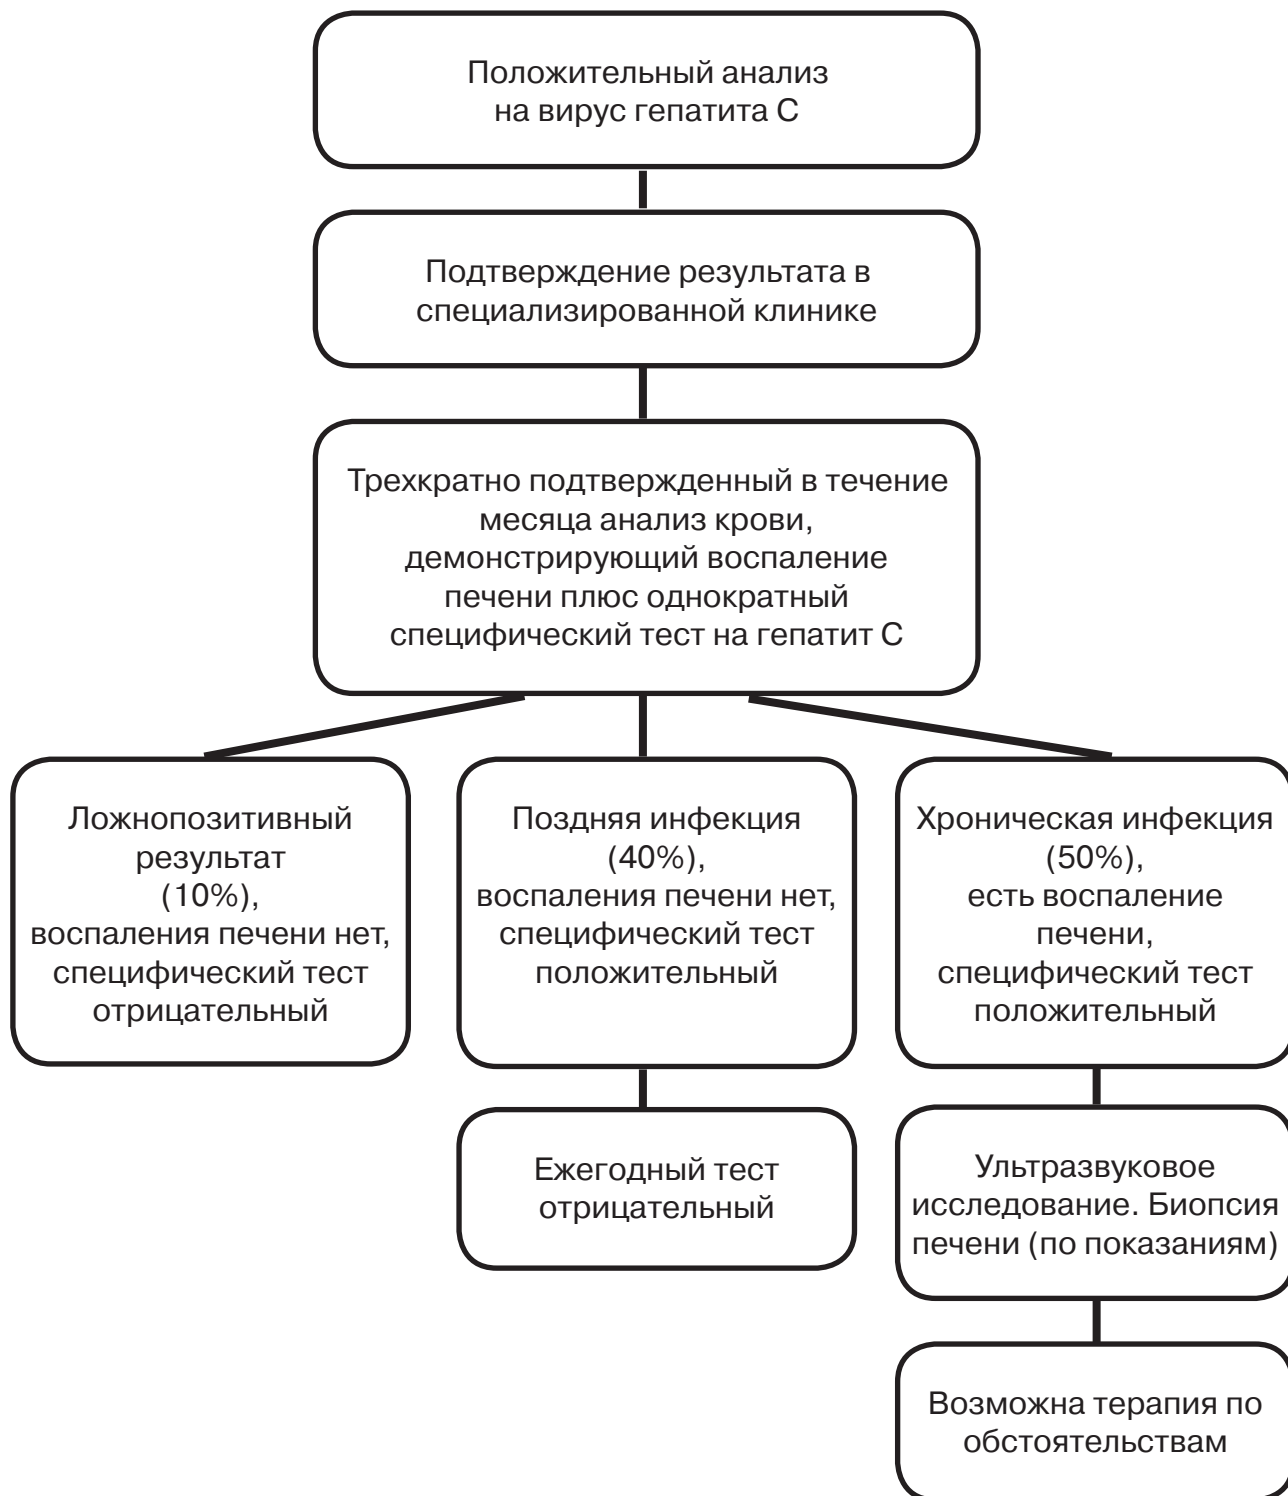 Положительный анализ
на вирус гепатита С
Подтверждение результата в
специализированной клинике
Трехкратно подтвержденный в течение
месяца анализ крови,
демонстрирующий воспаление
печени плюс однократный
специфический тест на гепатит С
Ложнопозитивный
результат
(10%),
воспаления печени нет,
специфический тест
отрицательный
Поздняя инфекция
(40%),
воспаления печени нет,
специфический тест
положительный
Хроническая инфекция
(50%),
есть воспаление
печени,
специфический тест
положительный
Ежегодный тест
отрицательный
Ультразвуковое
исследование. Биопсия
печени (по показаниям)
Возможна терапия по
обстоятельствам